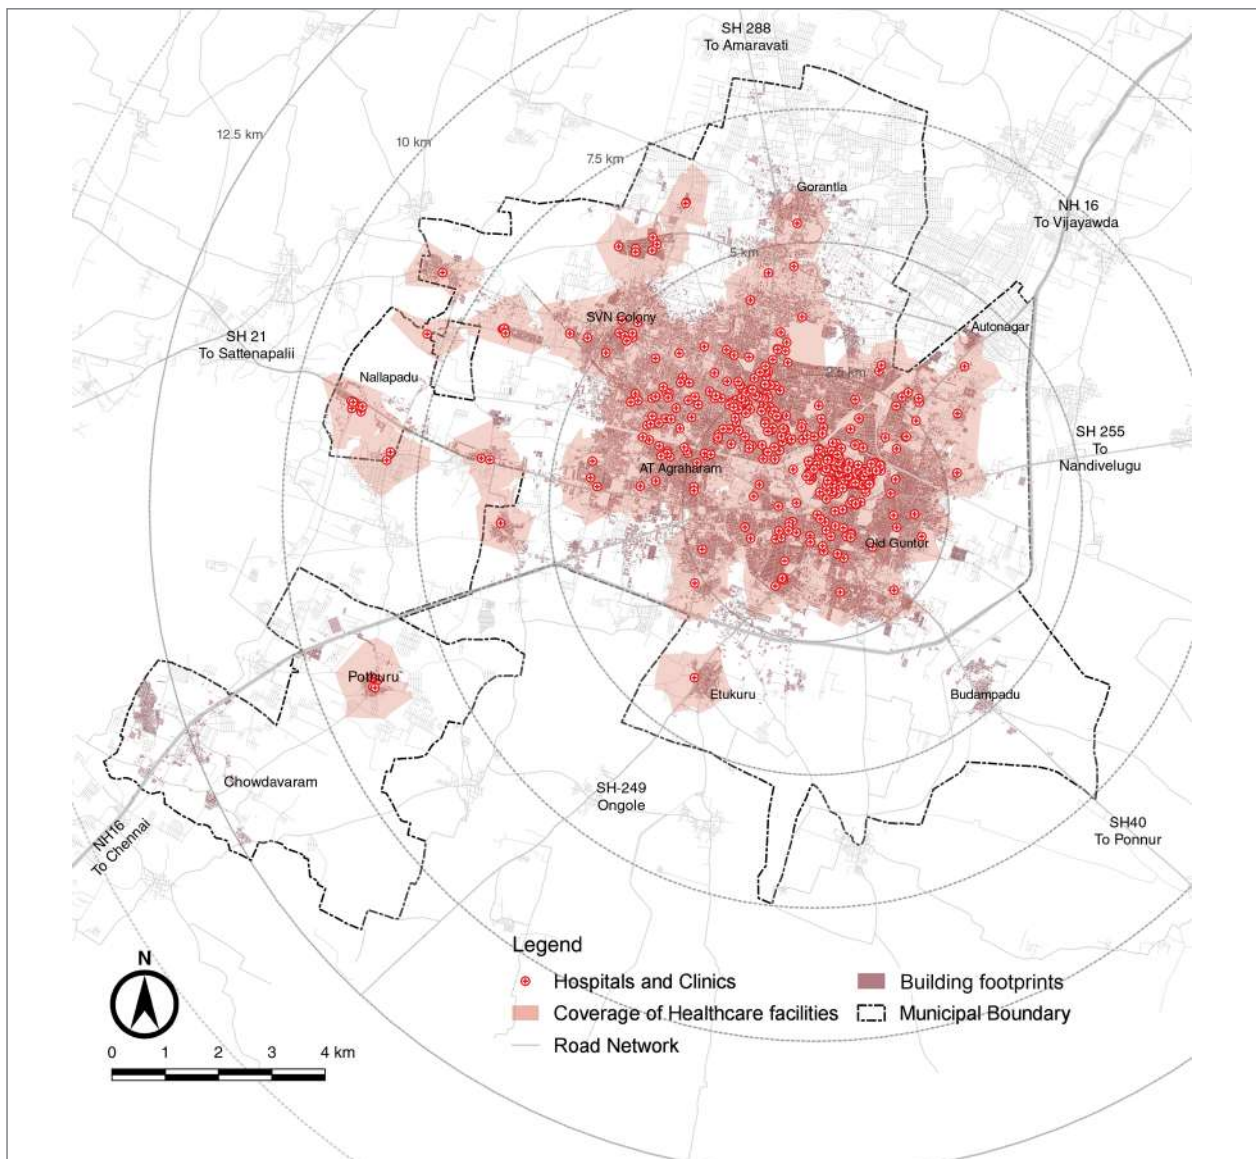 SH 288
To Amaravati
12.5 km
10 km
7.5 km
Gorantla
NH 16
To Vijayawda
5 km
SVN Colony
Autonagar
SH 21
To Sattenapalii
Nallapadu
2.5 km
SH 255
To
Nandivelugu
AT Agraharam
Old Guntur
Pothuru
Etukuru
Budampadu
Chowdavaram
SH-249
Ongole
NH16
To Chennai
SH40
To Ponnur
Legend
N
Hospitals and Clinics
Building footprints
Coverage of Healthcare facilities
Municipal Boundary
Road Network
0 1 2 3 4 km